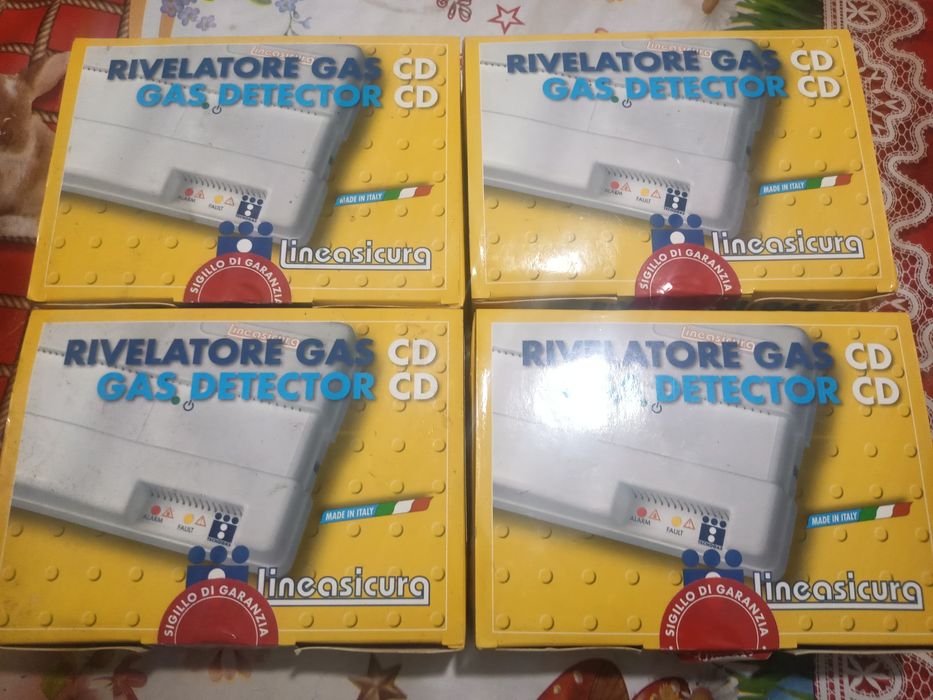 lineasicura
RIVELATORE GAS CD
GAS DETECTOR CD
ALARM
FAULT
MADE IN ITALY
lineasicura
SIGILLO DI GARANZIA
lineasicura
RIVELATORE GAS CD
GAS DETECTOR CD
ALARM
FAULT
MADE IN ITALY
lineasicura
SIGILLO DI GARANZIA
lineasicura
RIVELATORE GAS CD
GAS DETECTOR CD
ALARM
FAULT
MADE IN ITALY
lineasicura
SIGILLO DI GARANZIA
lineasicura
RIVELATORE GAS CD
DETECTOR CD
ALARM
FAULT
MADE IN ITALY
lineasicura
SIGILLO DI GARANZIA